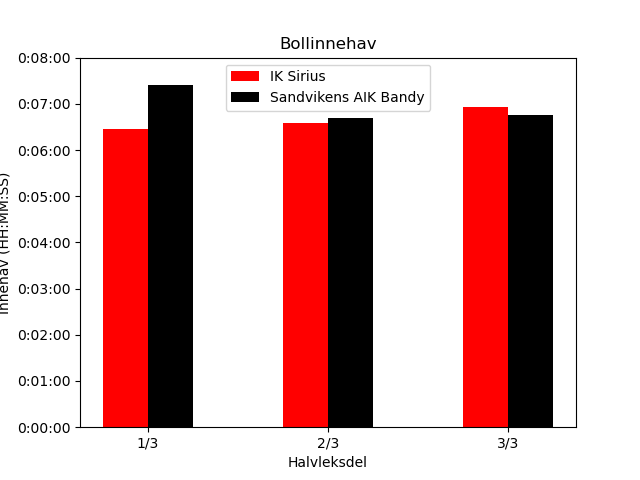 Bollinnehav
IK Sirius
Sandvikens AIK Bandy
0:08:00
0:07:00
0:06:00
0:05:00
0:04:00
0:03:00
0:02:00
0:01:00
0:00:00
Innehav (HH:MM:SS)
1/3
2/3
3/3
Halvleksdel